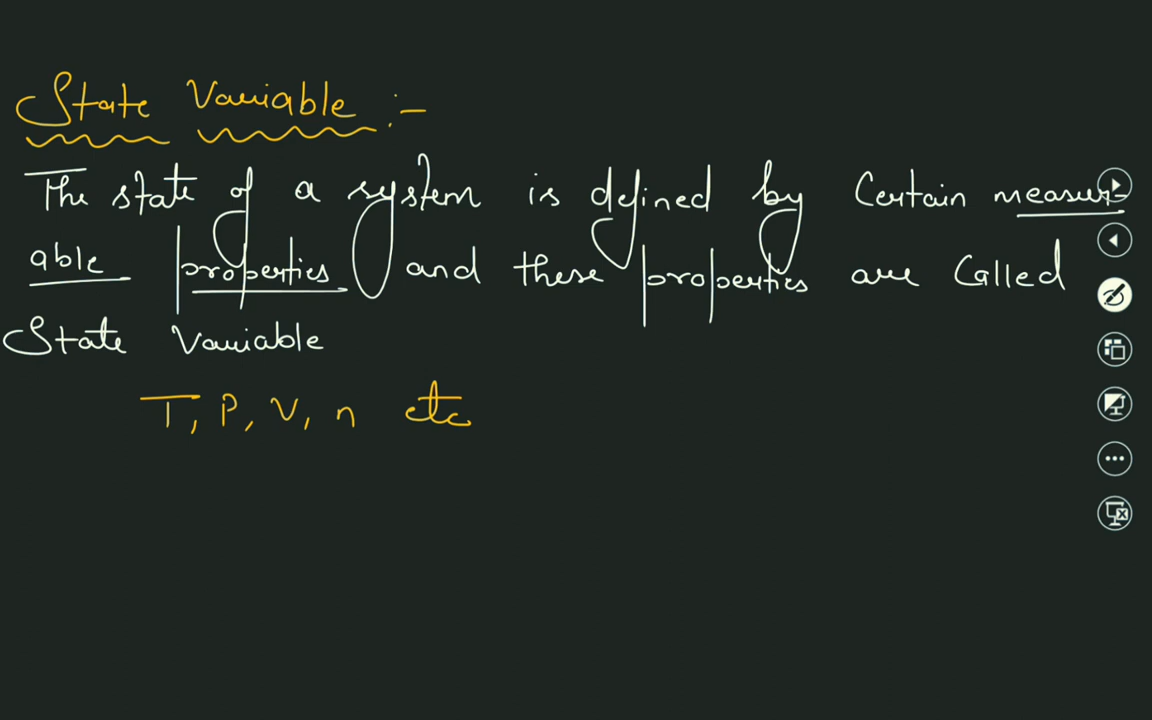 State Variable :-
The state of a system is defined by Certain measur
able properties and these properties are Called
State Variable
T, P, V, n etc